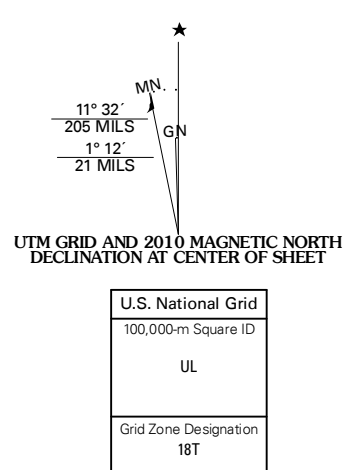 ★
MN
11° 32´
205 MILS
GN
1° 12´
21 MILS
UTM GRID AND 2010 MAGNETIC NORTH
DECLINATION AT CENTER OF SHEET
U.S. National Grid
100,000-m Square ID
UL
Grid Zone Designation
18T